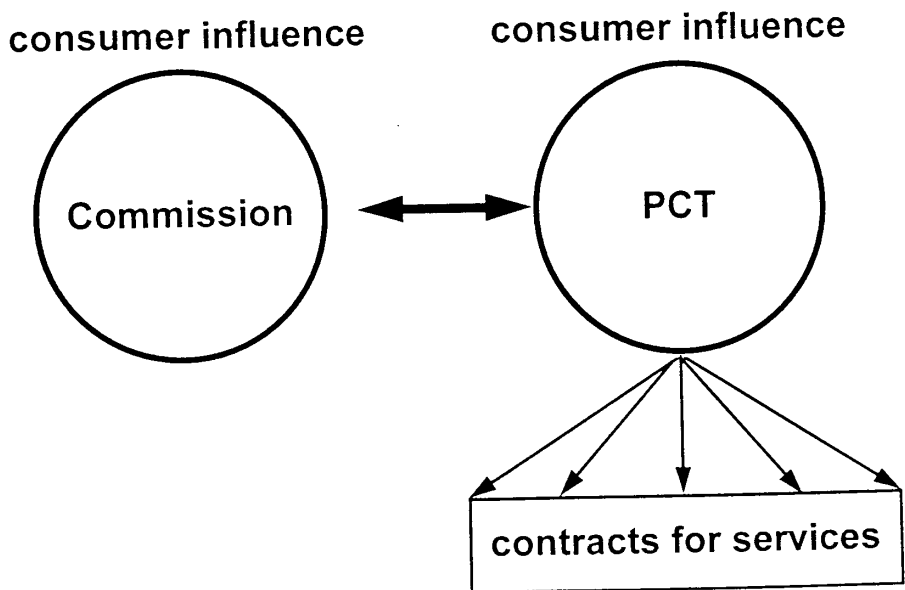 consumer influence
consumer influence
Commission
PCT
contracts for services